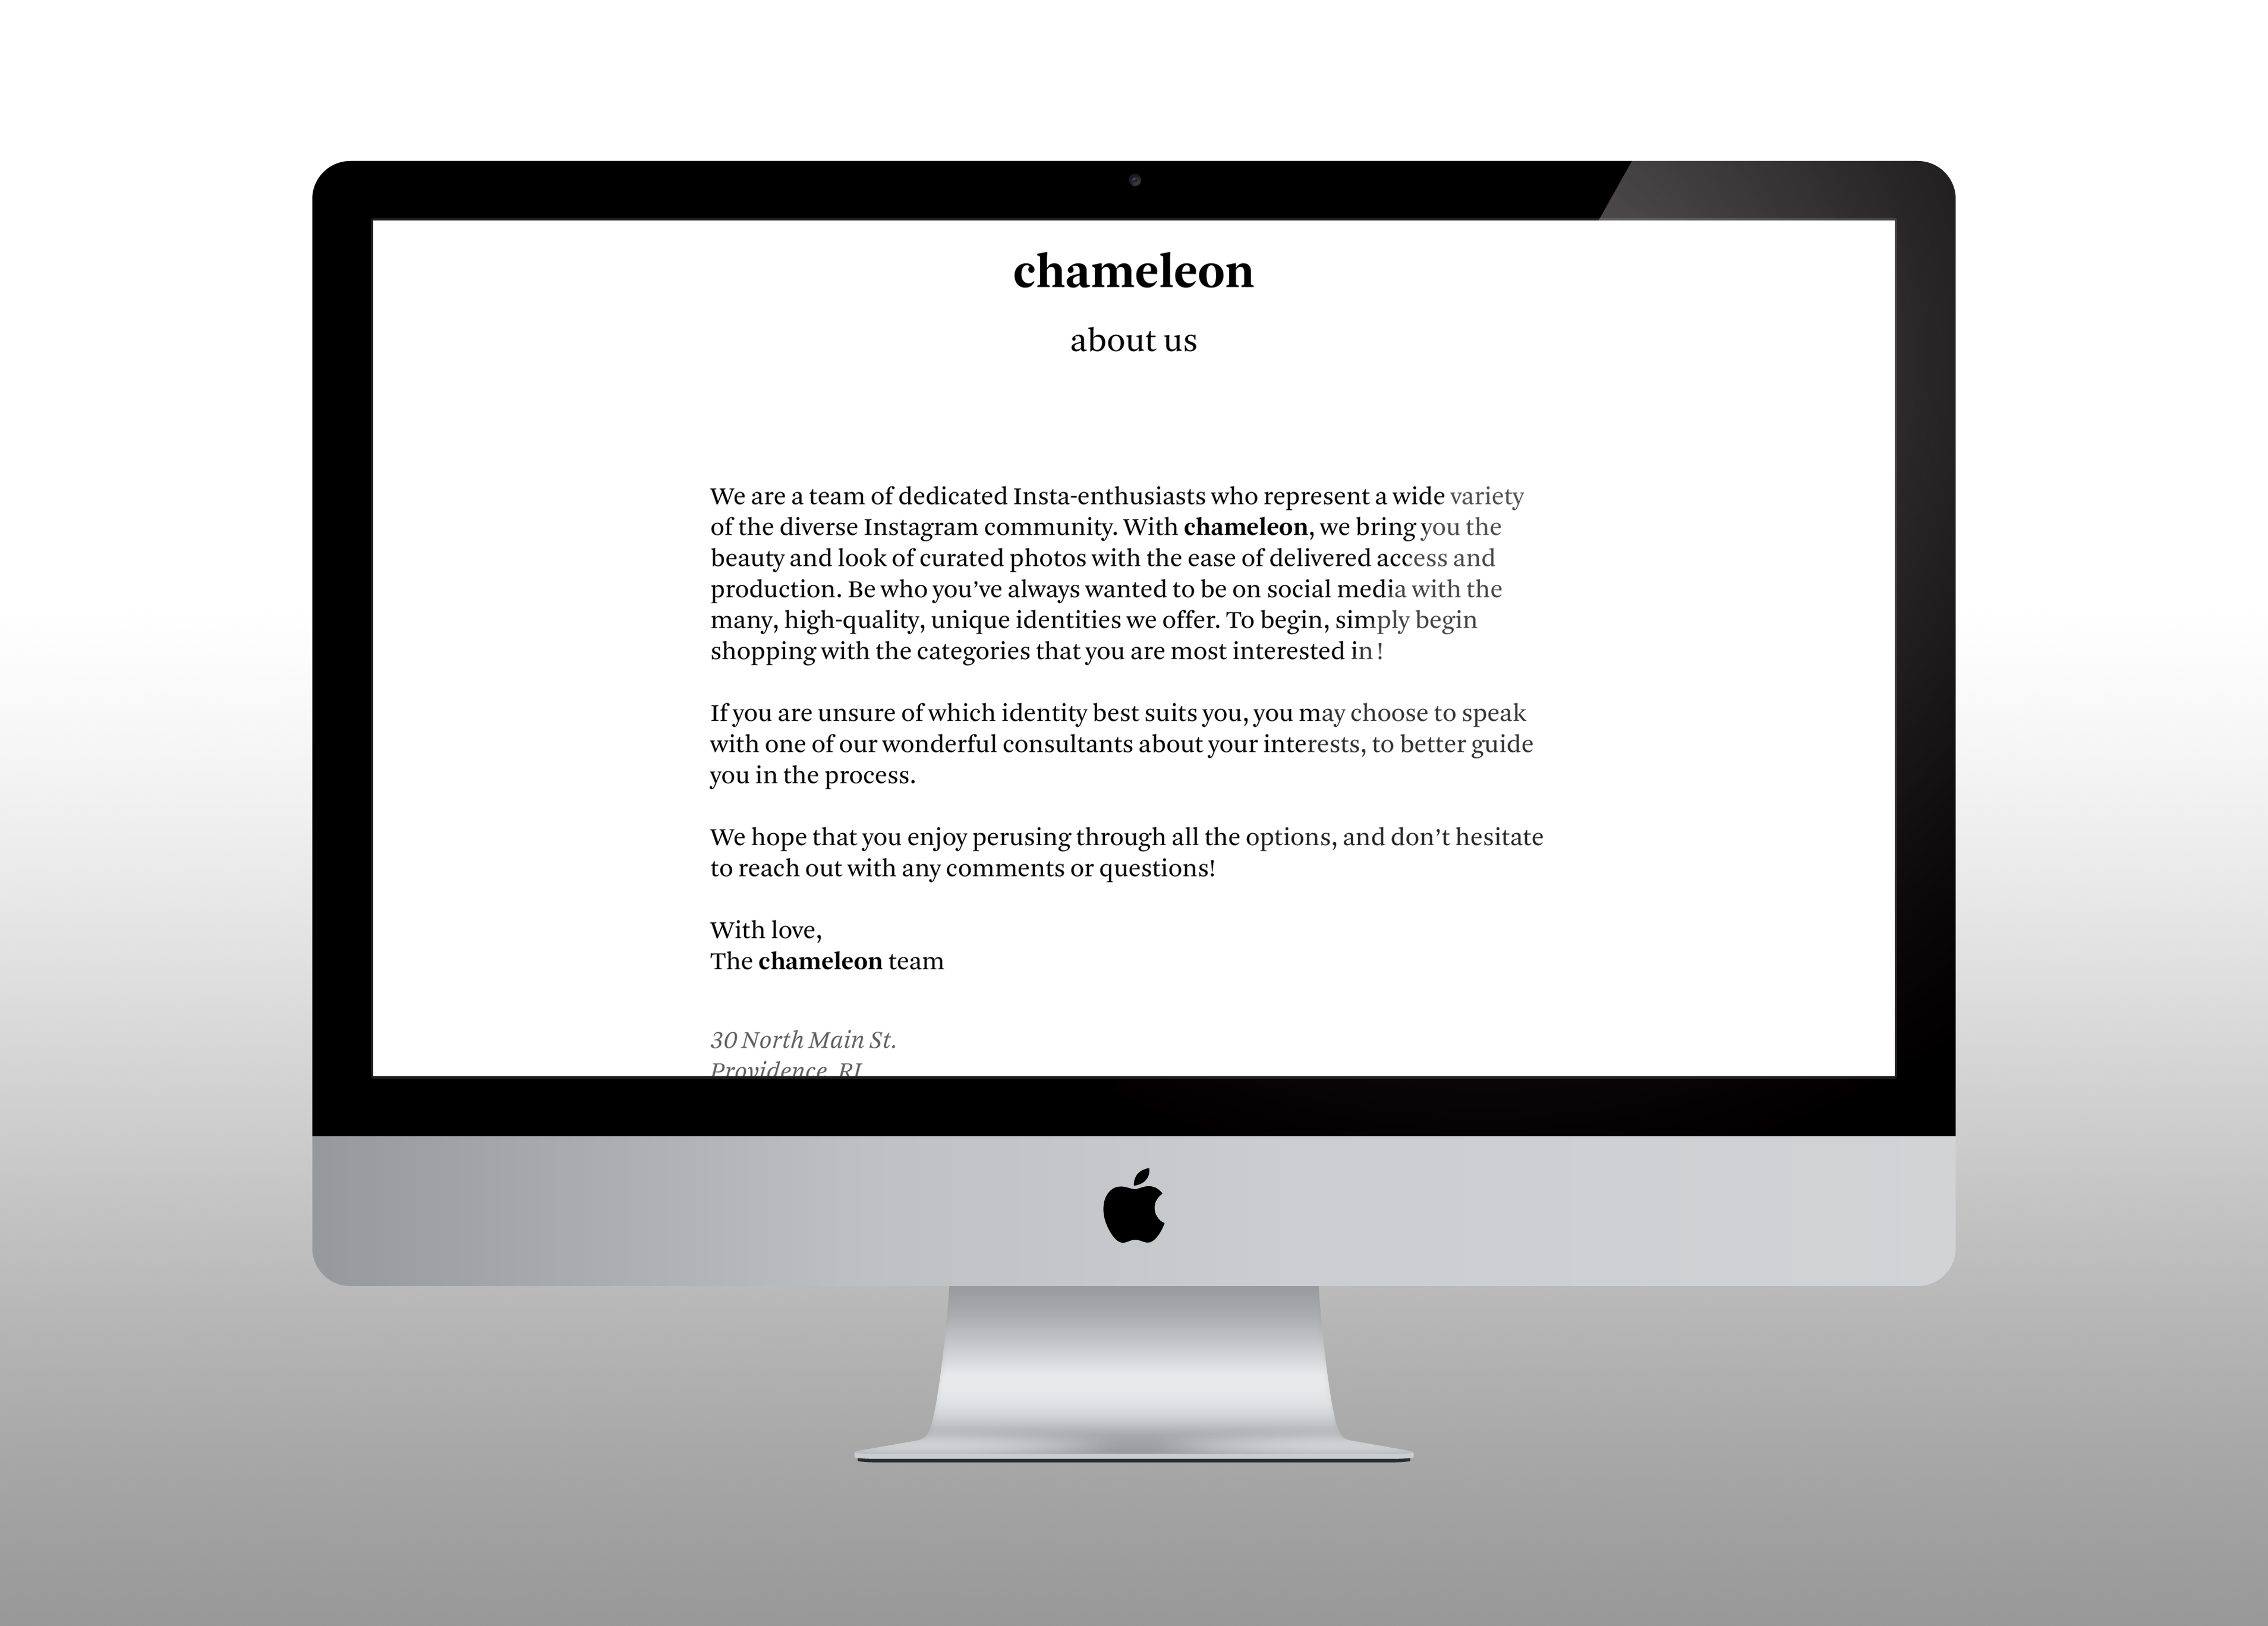 chameleon
about us
We are a team of dedicated Insta-enthusiasts who represent a wide variety
of the diverse Instagram community. With chameleon, we bring you the
beauty and look of curated photos with the ease of delivered access and
production. Be who you’ve always wanted to be on social media with the
many, high-quality, unique identities we offer. To begin, simply begin
shopping with the categories that you are most interested in !
If you are unsure of which identity best suits you, you may choose to speak
with one of our wonderful consultants about your interests, to better guide
you in the process.
We hope that you enjoy perusing through all the options, and don’t hesitate
to reach out with any comments or questions!
With love,
The chameleon team
30 North Main St.
Providence, RI